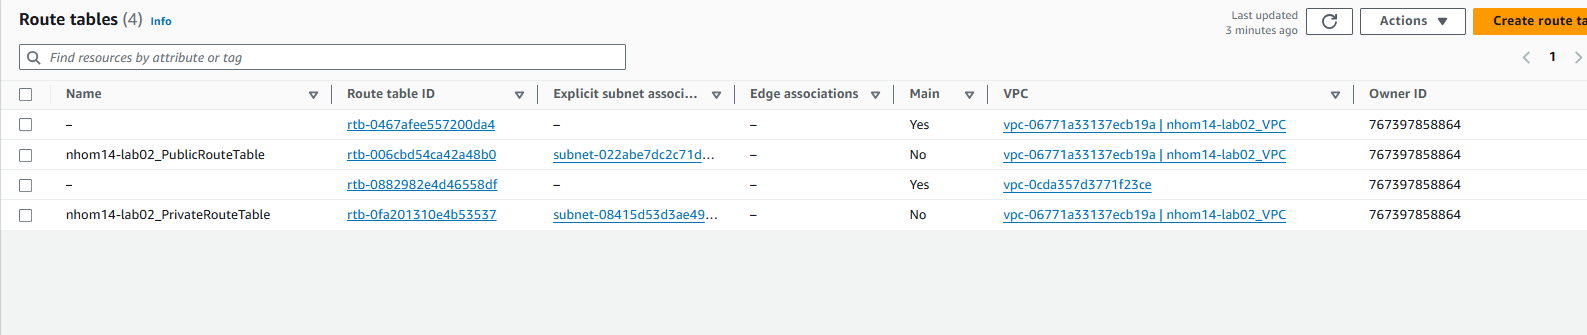 Route tables (4) Info
Last updated
3 minutes ago
Actions
Create route ta
Find resources by attribute or tag
1
Name Route table ID Explicit subnet associ... Edge associations Main VPC Owner ID
– rtb-0467afee557200da4 – – Yes vpc-06771a33137ecb19a | nhom14-lab02_VPC 767397858864
nhom14-lab02_PublicRouteTable rtb-006cbd54ca42a48b0 subnet-022abe7dc2c71d... – No vpc-06771a33137ecb19a | nhom14-lab02_VPC 767397858864
– rtb-0882982e4d46558df – – Yes vpc-0cda357d3771f23ce 767397858864
nhom14-lab02_PrivateRouteTable rtb-0fa201310e4b53537 subnet-08415d53d3ae49... – No vpc-06771a33137ecb19a | nhom14-lab02_VPC 767397858864